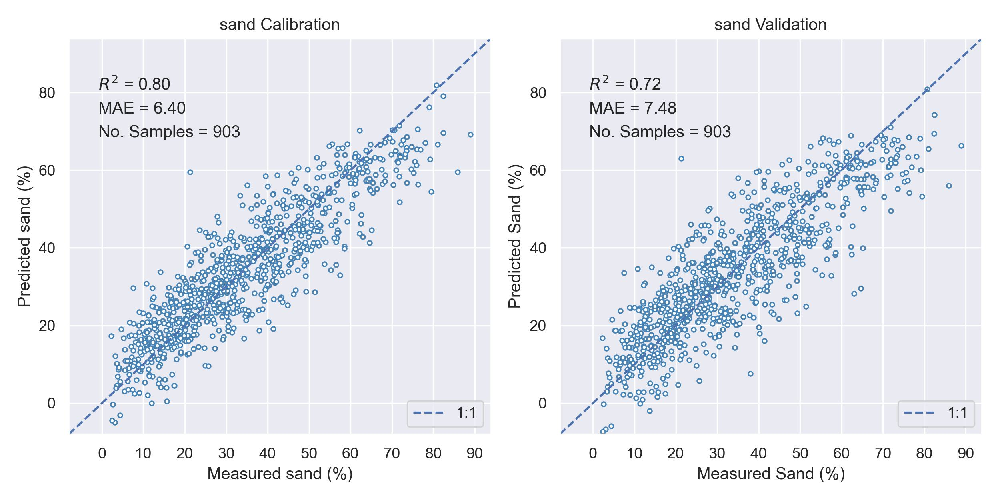 sand Calibration
R² = 0.80
MAE = 6.40
No. Samples = 903
80
60
40
20
0
Predicted sand (%)
1:1
0 10 20 30 40 50 60 70 80 90
Measured sand (%)
sand Validation
R² = 0.72
MAE = 7.48
No. Samples = 903
80
60
40
20
0
Predicted Sand (%)
1:1
0 10 20 30 40 50 60 70 80 90
Measured Sand (%)